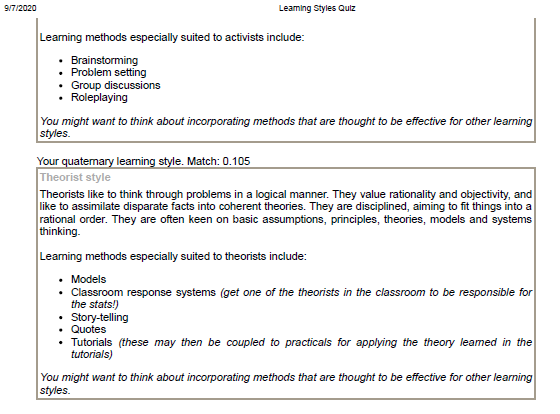 9/7/2020 Learning Styles Quiz
Learning methods especially suited to activists include:
• Brainstorming
• Problem setting
• Group discussions
• Roleplaying
You might want to think about incorporating methods that are thought to be effective for other learning
styles.
Your quaternary learning style. Match: 0.105
Theorist style
Theorists like to think through problems in a logical manner. They value rationality and objectivity, and
like to assimilate disparate facts into coherent theories. They are disciplined, aiming to fit things into a
rational order. They are often keen on basic assumptions, principles, theories, models and systems
thinking.
Learning methods especially suited to theorists include:
• Models
• Classroom response systems (get one of the theorists in the classroom to be responsible for
the stats!)
• Story-telling
• Quotes
• Tutorials (these may then be coupled to practicals for applying the theory learned in the
tutorials)
You might want to think about incorporating methods that are thought to be effective for other learning
styles.